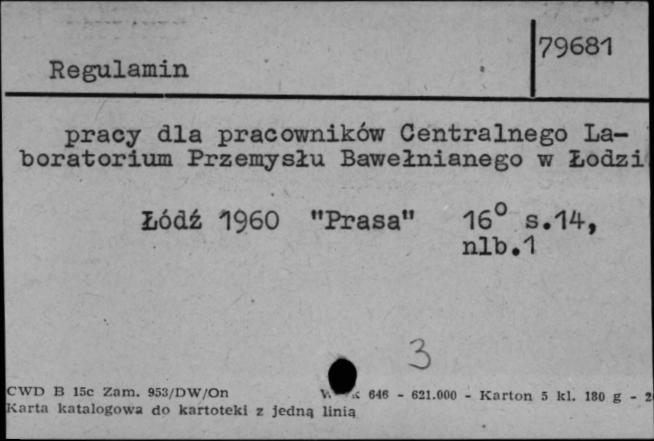 79681
Regulamin
pracy dla pracowników Centralnego La-
boratorium Przemysłu Bawełnianego w Łodzi
Łódź 1960 "Prasa" 16° s.14,
nlb.1
3
CWD B 15c Zam. 953/DW/On 646 - 621.000 - Karton 5 kl. 180 g -
Karta katalogowa do kartoteki z jedną linią